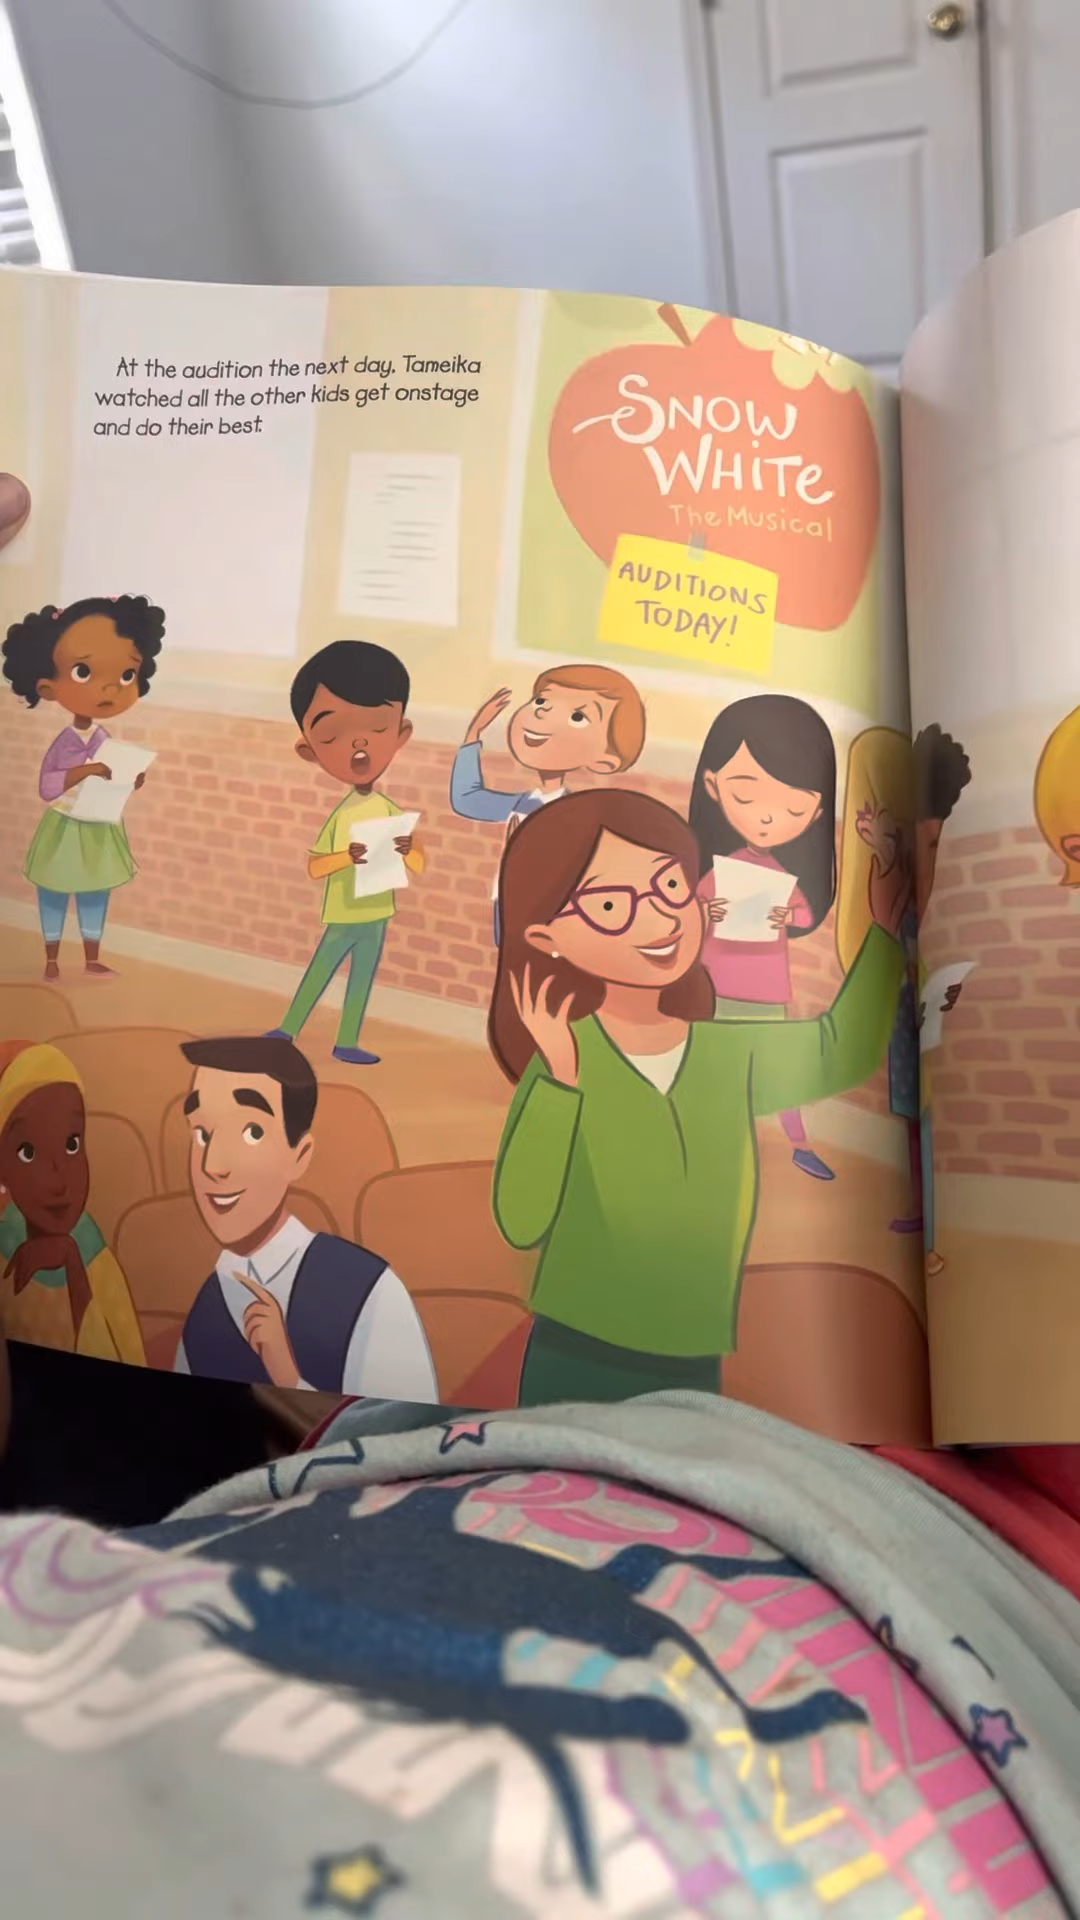 At the audition the next day, Tameika
watched all the other kids get onstage
and do their best.
SNOW
WHITE
The Musical
AUDITIONS
TODAY!